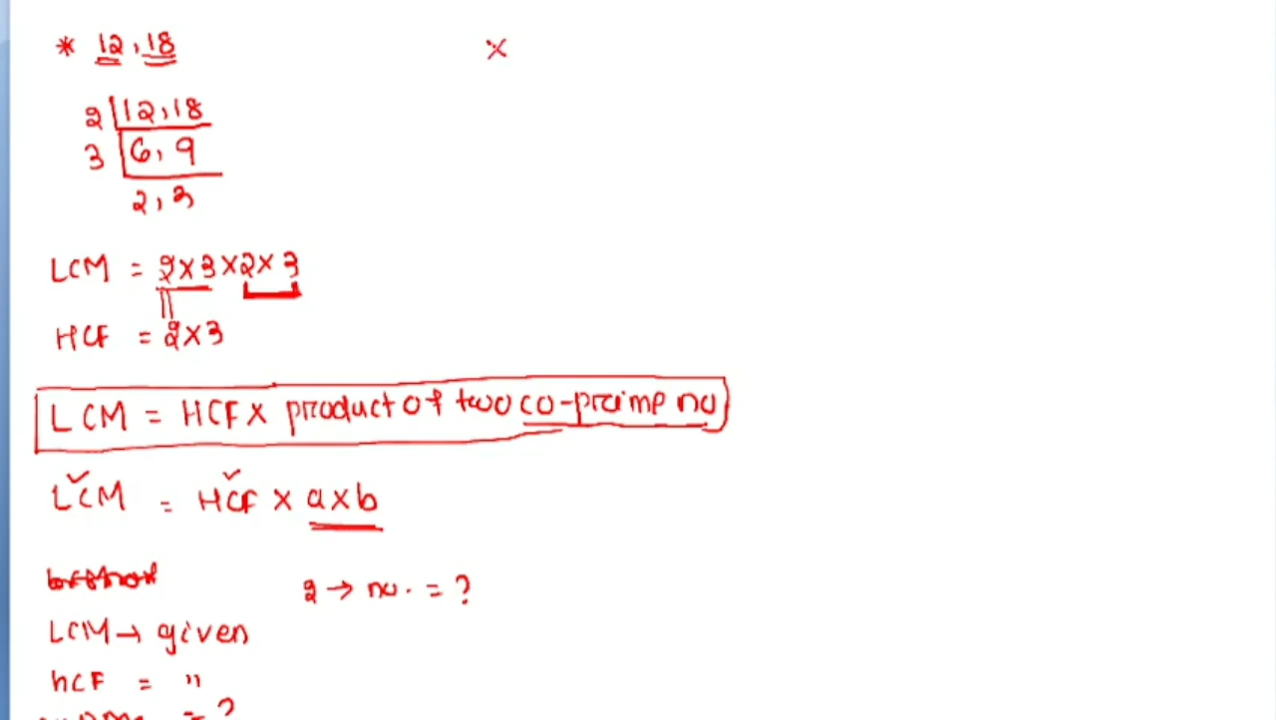 * 12, 18
×
2 | 12, 18
3 | 6, 9
2, 3
LCM = 2×3×2×3
HCF = 2×3
LCM = HCF × product of two co-praime no
LCM = HCF × a×b
2 → no. = ?
LCM → given
hCF = "
= ?